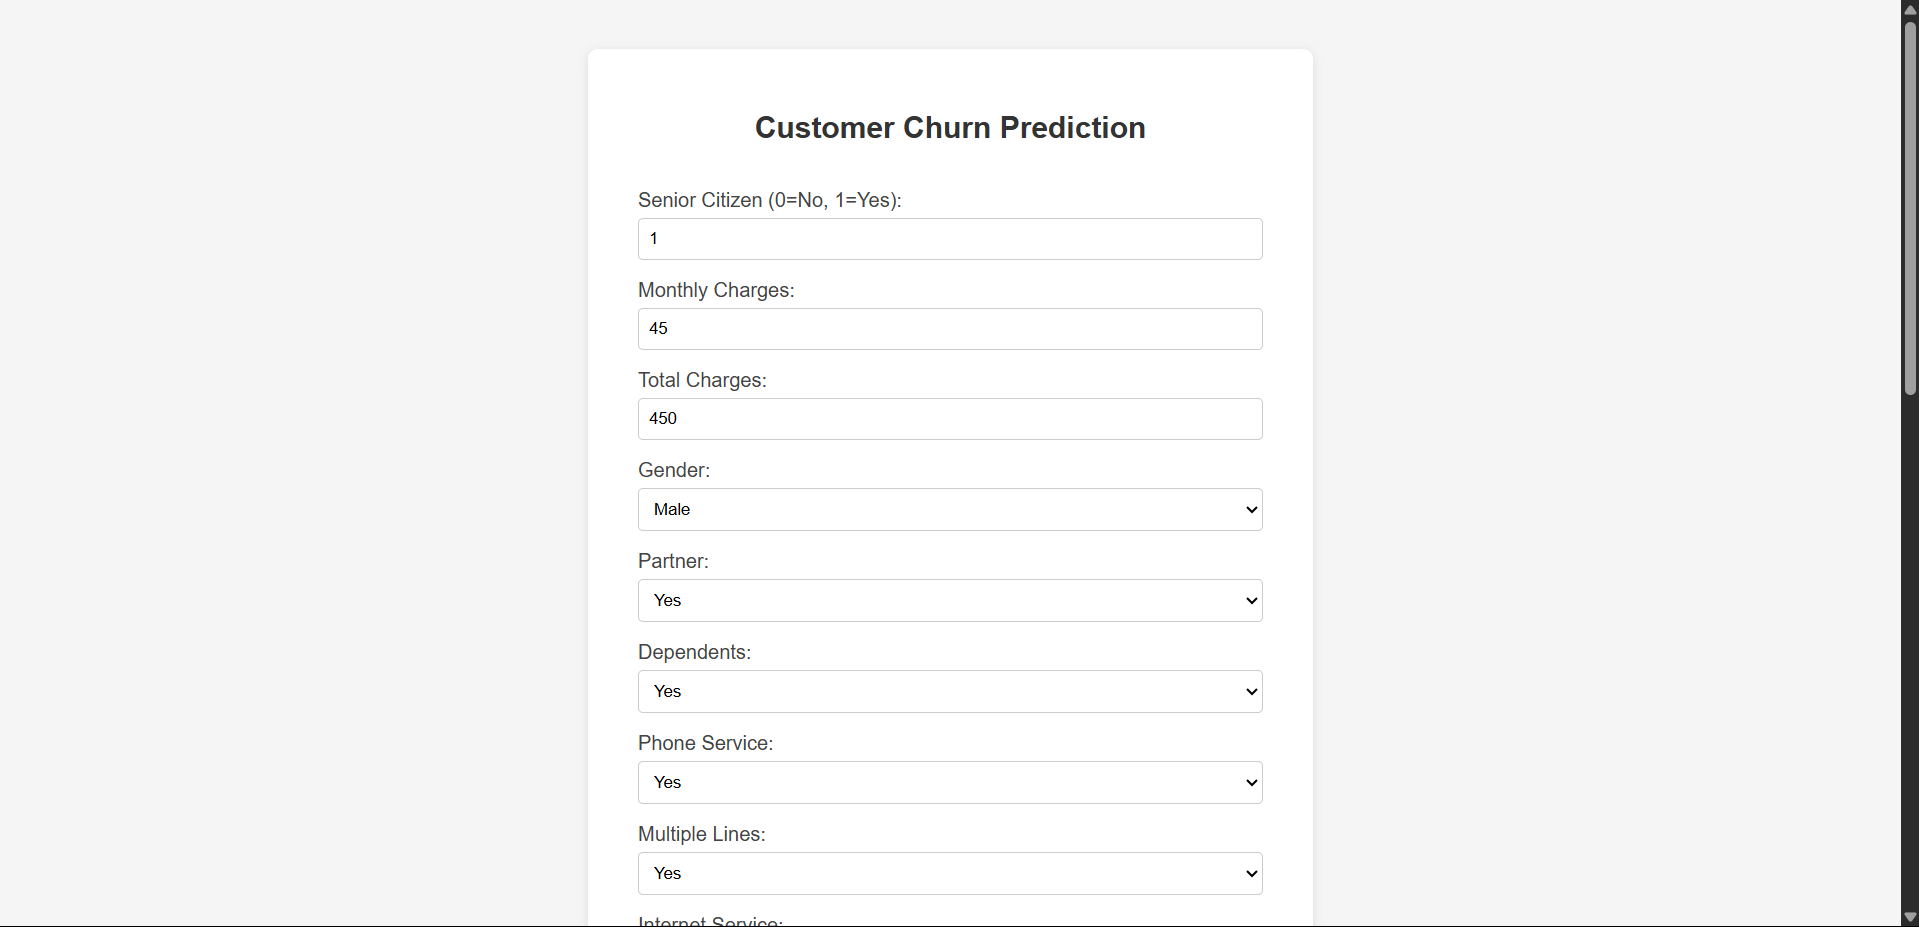 Customer Churn Prediction
Senior Citizen (0=No, 1=Yes):
1
Monthly Charges:
45
Total Charges:
450
Gender:
Male
Partner:
Yes
Dependents:
Yes
Phone Service:
Yes
Multiple Lines:
Yes
Internet Service: